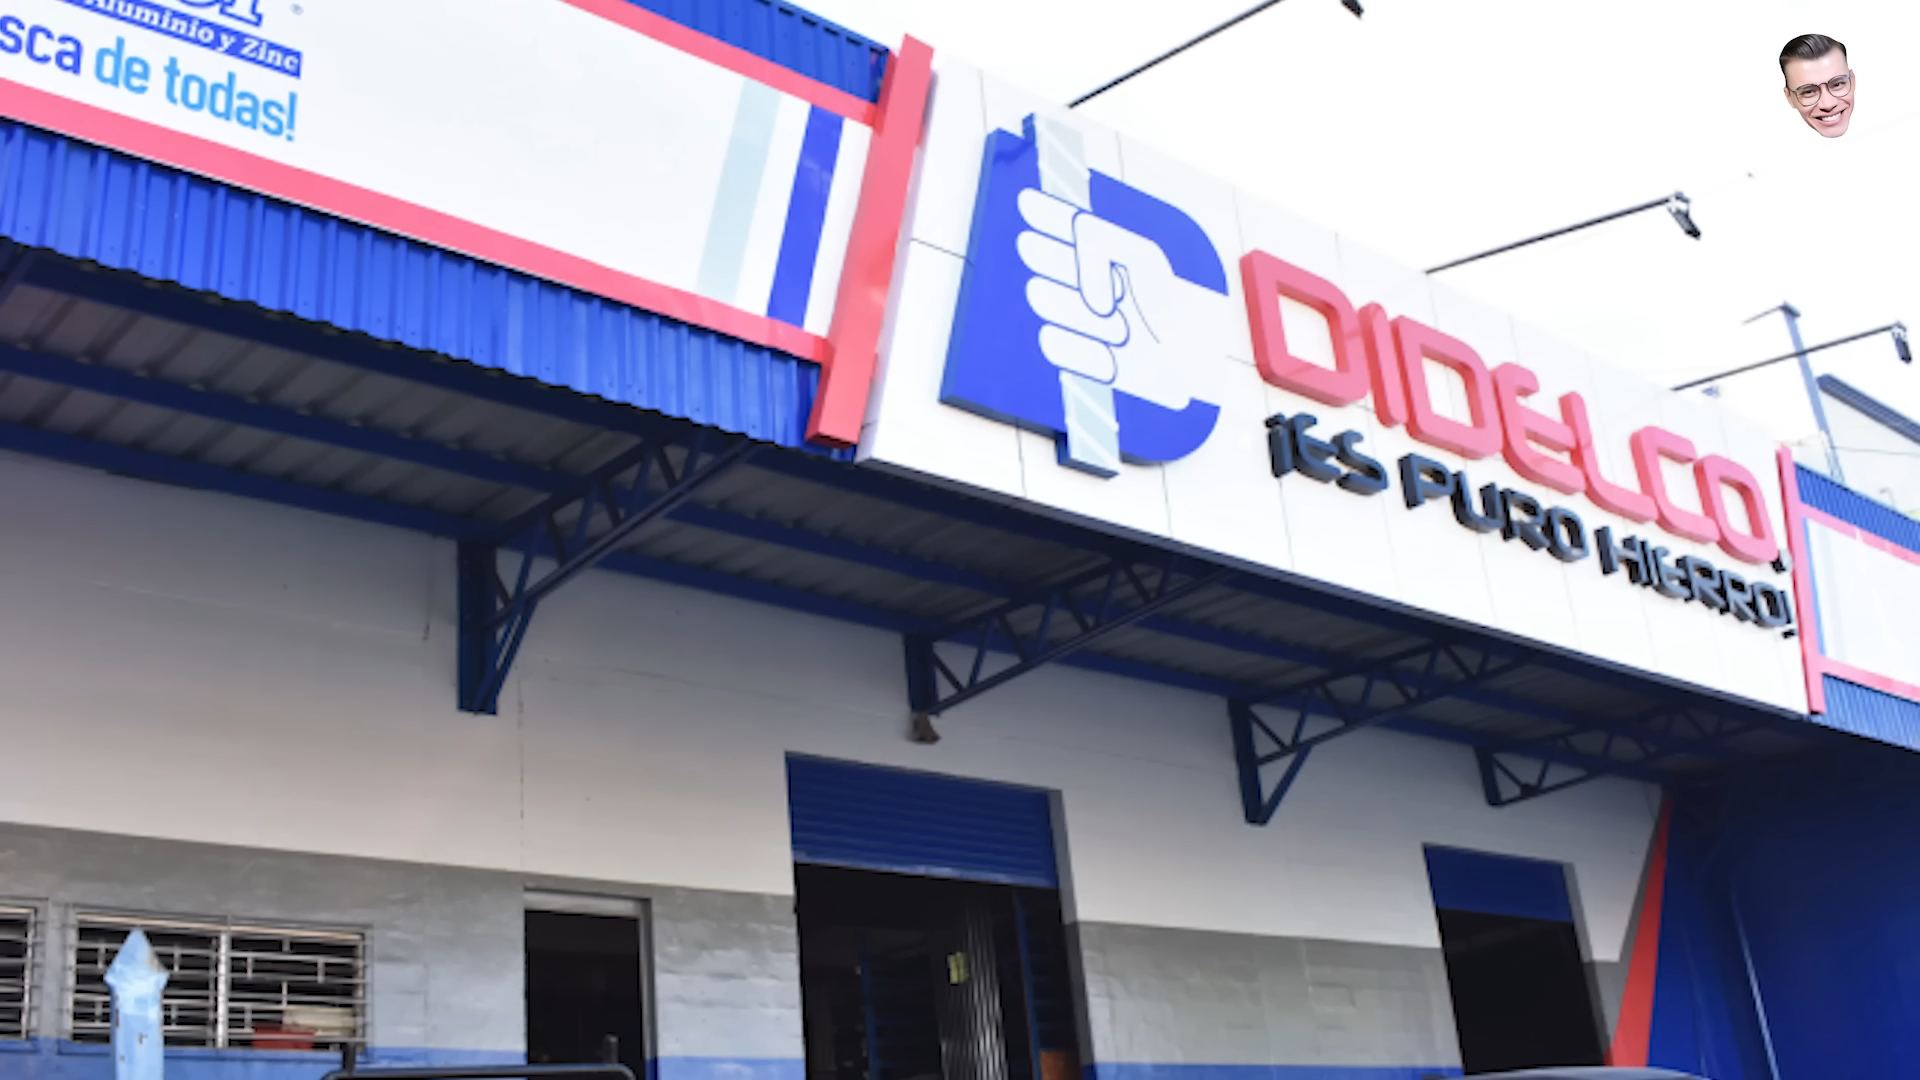 Aluminio y Zinc
sca de todas!
DIDELCO
¡ES PURO HIERRO!